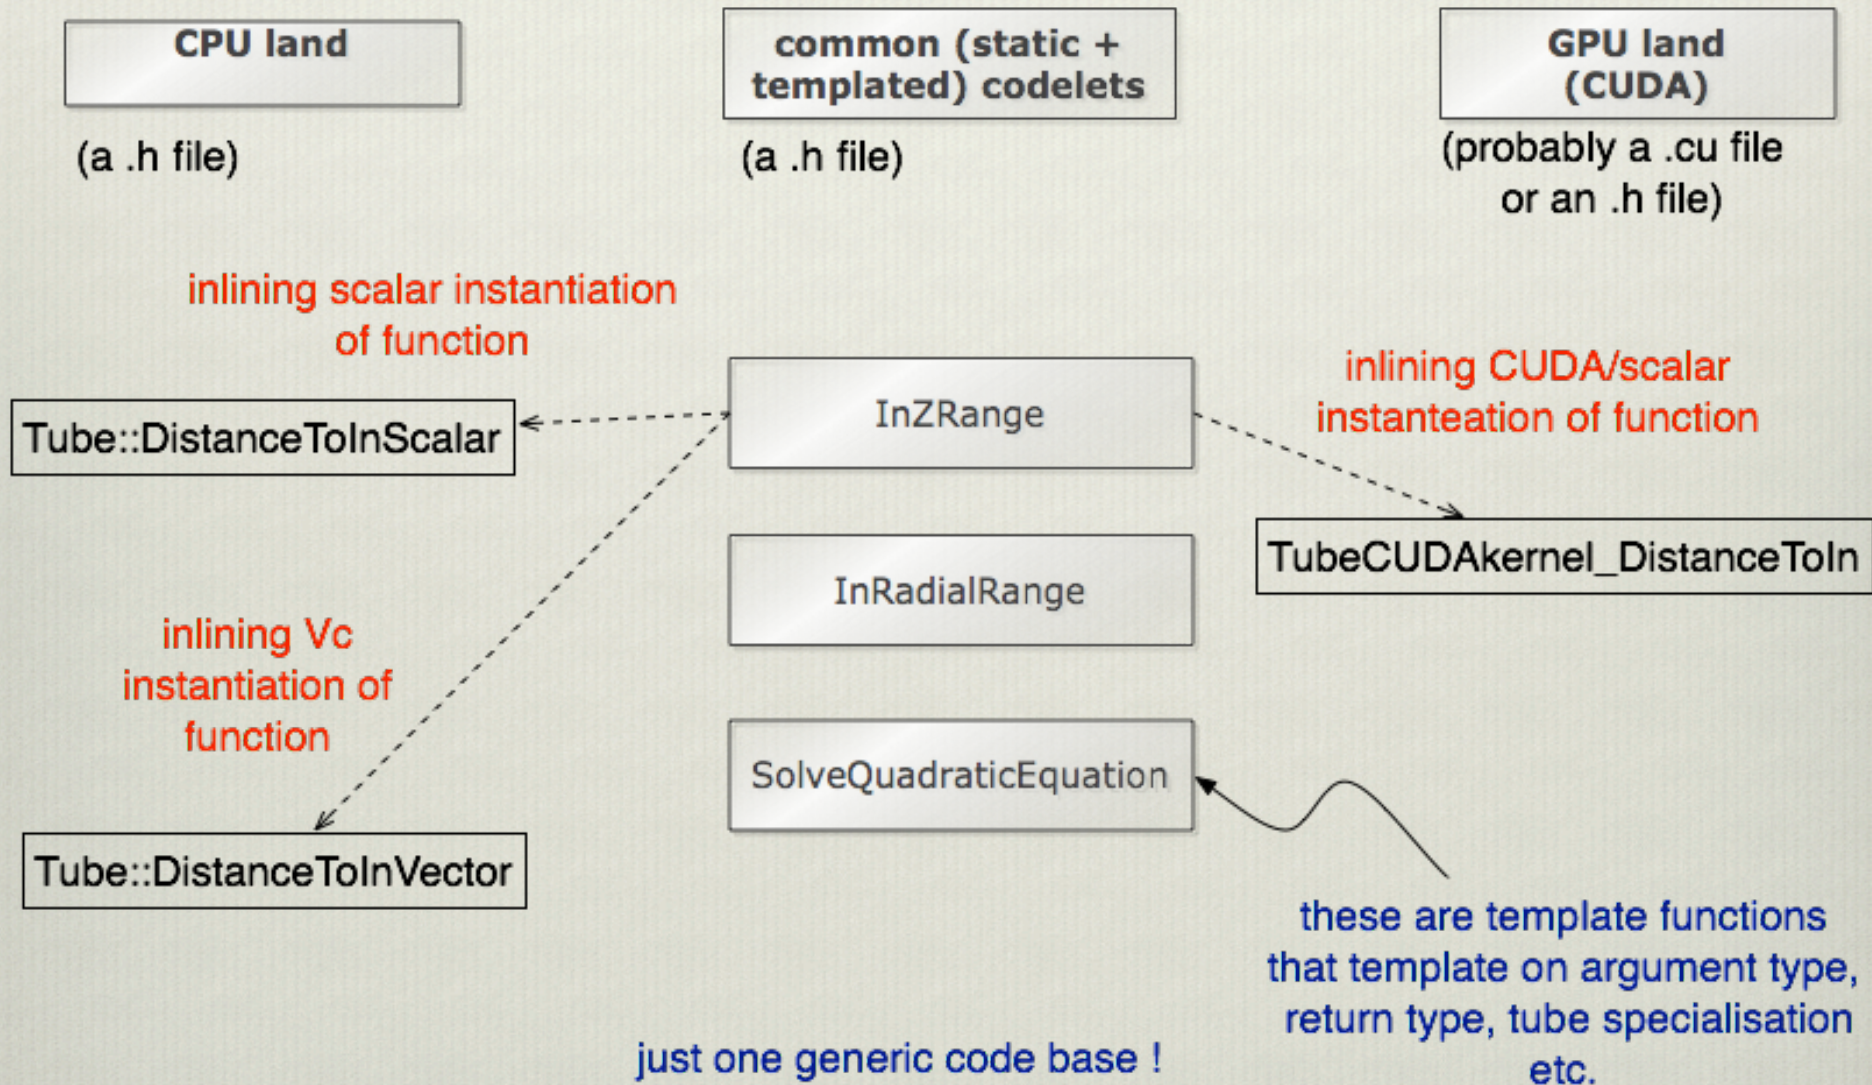 CPU land
(a .h file)
common (static +
templated) codelets
(a .h file)
GPU land
(CUDA)
(probably a .cu file
or an .h file)
inlining scalar instantiation
of function
Tube::DistanceToInScalar
InZRange
inlining CUDA/scalar
instanteation of function
TubeCUDAkernel_DistanceToIn
InRadialRange
inlining Vc
instantiation of
function
SolveQuadraticEquation
Tube::DistanceToInVector
these are template functions
that template on argument type,
return type, tube specialisation
etc.
just one generic code base !